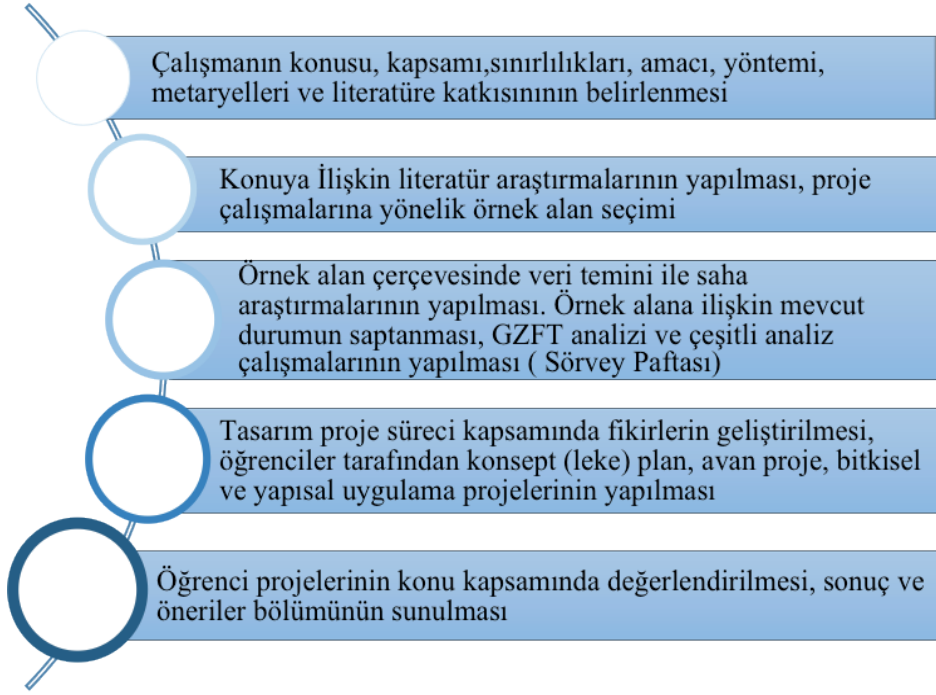 Çalışmanın konusu, kapsamı,sınırlılıkları, amacı, yöntemi,
metaryelleri ve literatüre katkısınının belirlenmesi
Konuya İlişkin literatür araştırmalarının yapılması, proje
çalışmalarına yönelik örnek alan seçimi
Örnek alan çerçevesinde veri temini ile saha
araştırmalarının yapılması. Örnek alana ilişkin mevcut
durumun saptanması, GZFT analizi ve çeşitli analiz
çalışmalarının yapılması ( Sörvey Paftası)
Tasarım proje süreci kapsamında fikirlerin geliştirilmesi,
öğrenciler tarafından konsept (leke) plan, avan proje, bitkisel
ve yapısal uygulama projelerinin yapılması
Öğrenci projelerinin konu kapsamında değerlendirilmesi, sonuç ve
öneriler bölümünün sunulması